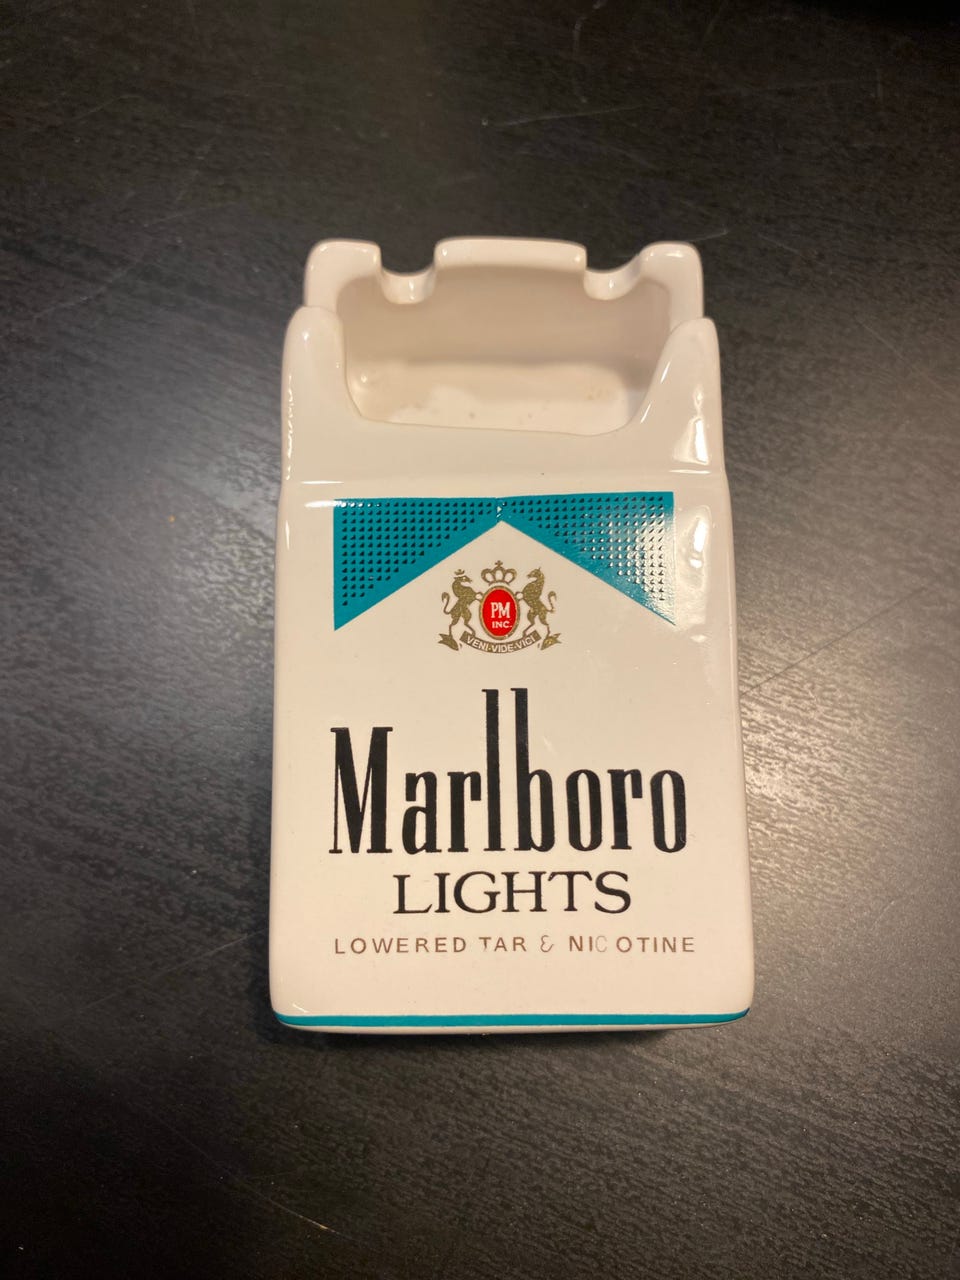 PM
INC.
VENI·VIDE·VICI
Marlboro
LIGHTS
LOWERED TAR & NICOTINE